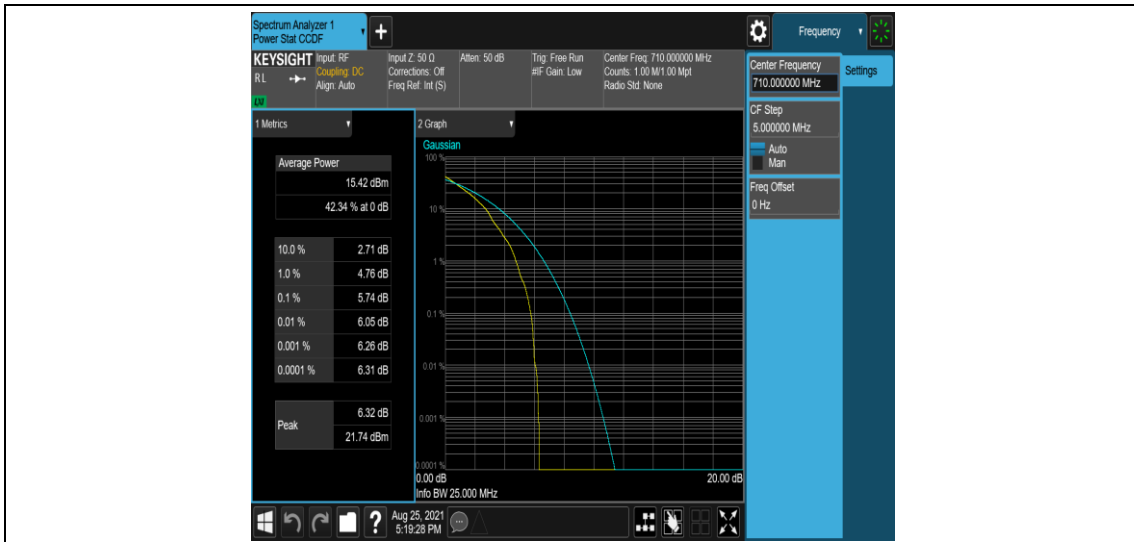 Spectrum Analyzer 1
Power Stat CCDF
Frequency
KEYSIGHT
RL
LXI
Input: RF
Coupling: DC
Align: Auto
Input Z: 50 Ω
Corrections: Off
Freq Ref: Int (S)
Atten: 50 dB
Trig: Free Run
#IF Gain: Low
Center Freq: 710.000000 MHz
Counts: 1.00 M/1.00 Mpt
Radio Std: None
Center Frequency
710.000000 MHz
Settings
CF Step
5.000000 MHz
Auto
Man
Freq Offset
0 Hz
1 Metrics
Average Power
15.42 dBm
42.34 % at 0 dB
10.0 % 2.71 dB
1.0 % 4.76 dB
0.1 % 5.74 dB
0.01 % 6.05 dB
0.001 % 6.26 dB
0.0001 % 6.31 dB
Peak
6.32 dB
21.74 dBm
2 Graph
Gaussian
100 %
10 %
1 %
0.1 %
0.01 %
0.001 %
0.0001 %
0.00 dB
20.00 dB
Info BW 25.000 MHz
Aug 25, 2021
5:19:28 PM